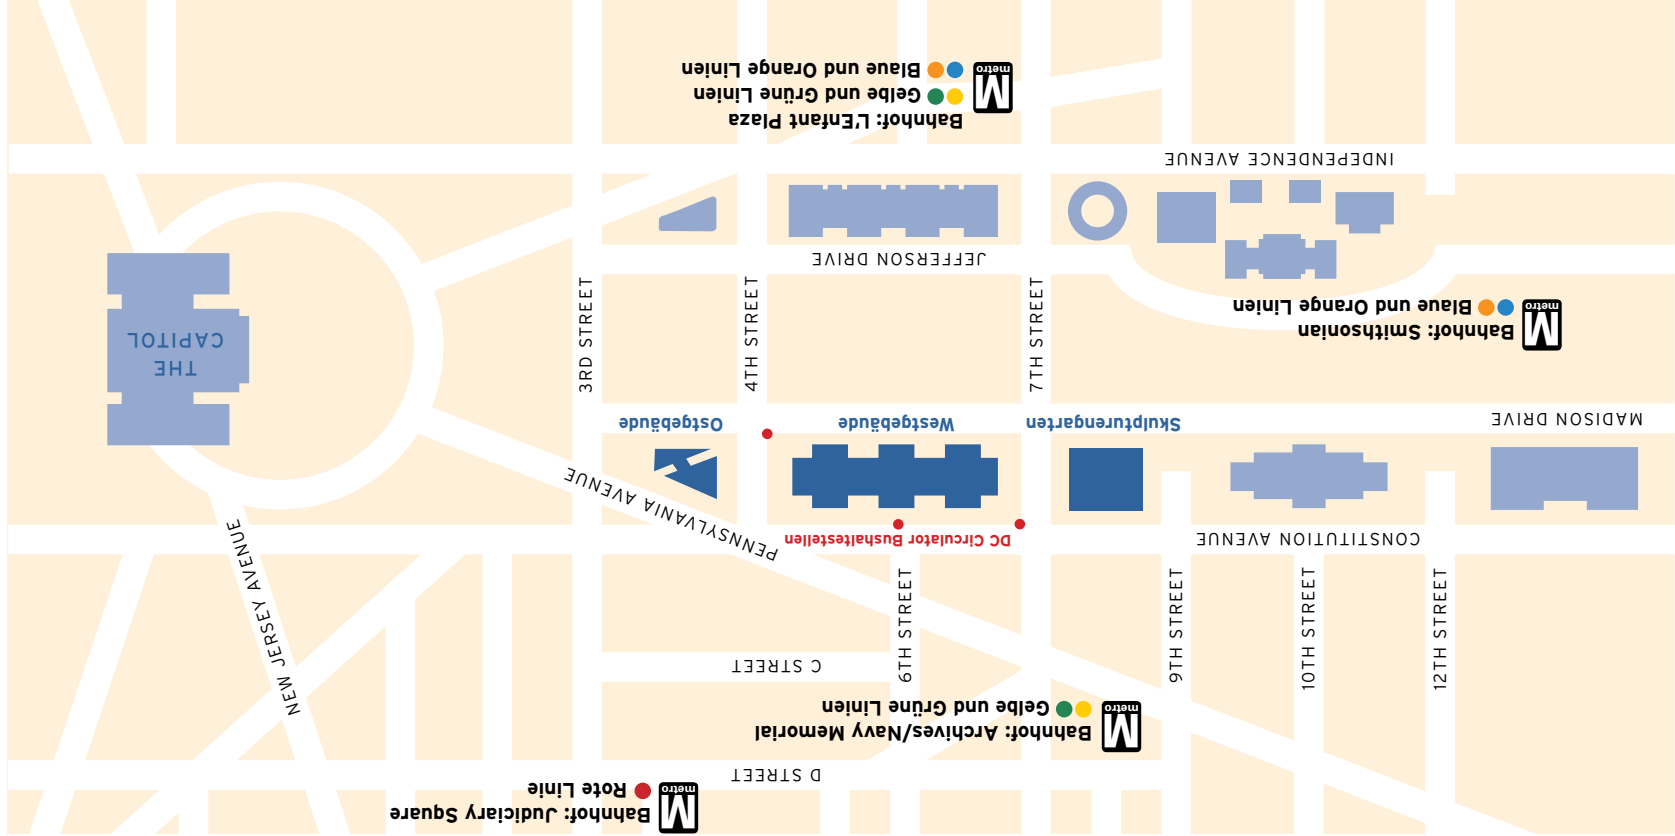 Bahnhof: Judiciary Square
Rote Linie
metro
D STREET
Bahnhof: Archives/Navy Memorial
Gelbe und Grüne Linien
metro
C STREET
NEW JERSEY AVENUE
6TH STREET
9TH STREET
10TH STREET
12TH STREET
PENNSYLVANIA AVENUE
CONSTITUTION AVENUE
DC Circulator Bushaltestellen
MADISON DRIVE
Skulpturengarten
Westgebäude
Ostgebäude
THE
CAPITOL
3RD STREET
4TH STREET
7TH STREET
Bahnhof: Smithsonian
Blaue und Orange Linien
metro
JEFFERSON DRIVE
INDEPENDENCE AVENUE
Bahnhof: L'Enfant Plaza
Gelbe und Grüne Linien
Blaue und Orange Linien
metro